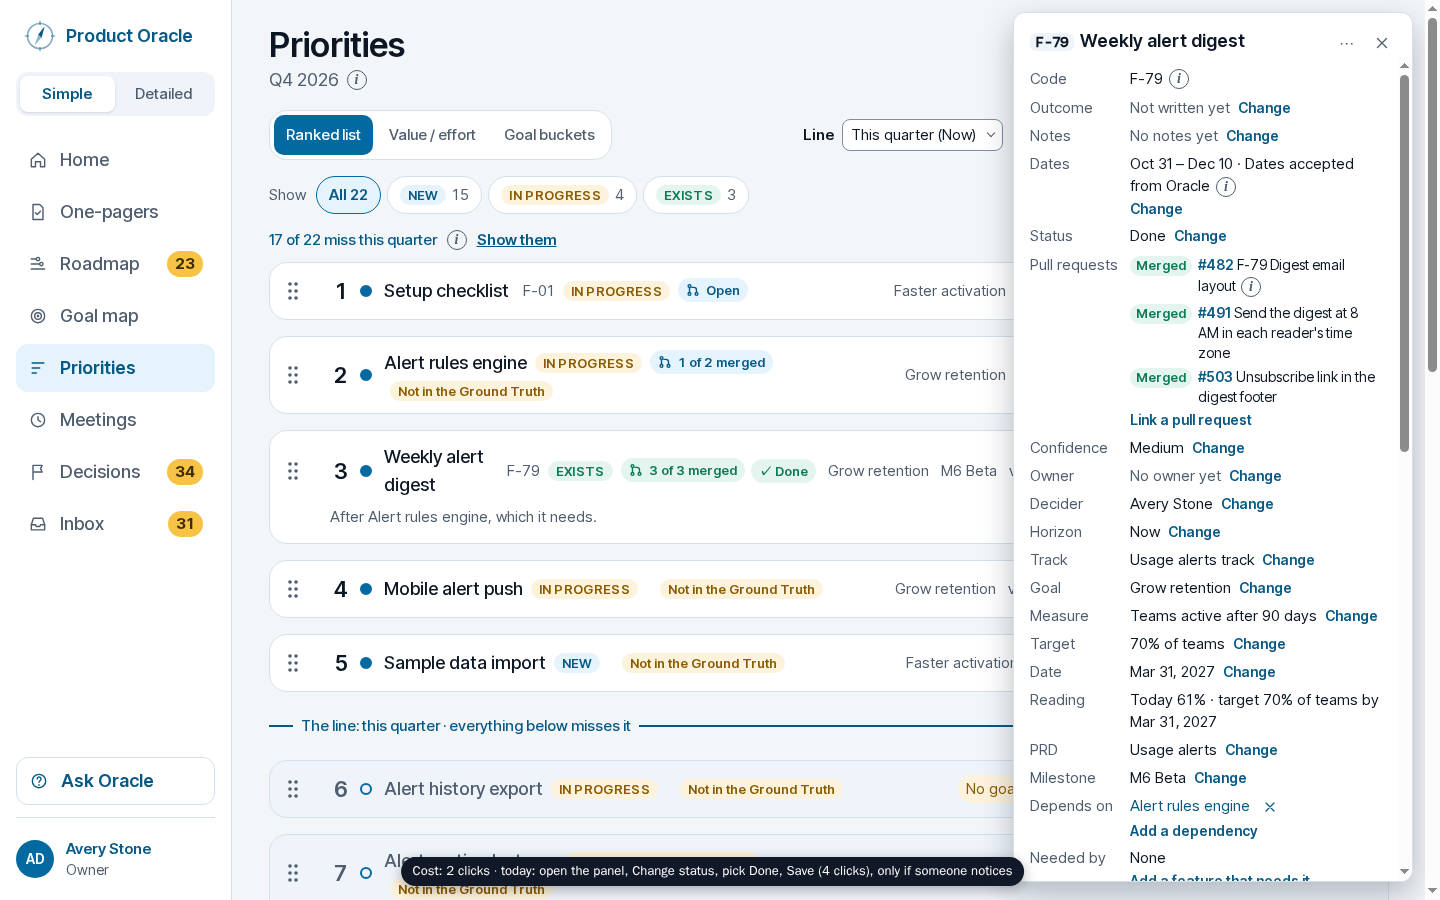 Product Oracle
Simple
Detailed
Home
One-pagers
Roadmap 23
Goal map
Priorities
Meetings
Decisions 34
Inbox 31
Ask Oracle
AD
Avery Stone
Owner
Priorities
Q4 2026 i
Ranked list
Value / effort
Goal buckets
Line This quarter (Now)
Show All 22 NEW 15 IN PROGRESS 4 EXISTS 3
17 of 22 miss this quarter i Show them
1 Setup checklist F-01 IN PROGRESS Open Faster activation
2 Alert rules engine IN PROGRESS 1 of 2 merged Grow retention
Not in the Ground Truth
3 Weekly alert digest F-79 EXISTS 3 of 3 merged ✓ Done Grow retention M6 Beta
After Alert rules engine, which it needs.
4 Mobile alert push IN PROGRESS Not in the Ground Truth Grow retention
5 Sample data import NEW Not in the Ground Truth Faster activation
The line: this quarter · everything below misses it
6 Alert history export IN PROGRESS Not in the Ground Truth No goa
7
Not in the Ground Truth
Cost: 2 clicks · today: open the panel, Change status, pick Done, Save (4 clicks), only if someone notices
F-79 Weekly alert digest ... ×
Code F-79 i
Outcome Not written yet Change
Notes No notes yet Change
Dates Oct 31 – Dec 10 · Dates accepted
from Oracle i
Change
Status Done Change
Pull requests Merged #482 F-79 Digest email
layout i
Merged #491 Send the digest at 8
AM in each reader's time
zone
Merged #503 Unsubscribe link in the
digest footer
Link a pull request
Confidence Medium Change
Owner No owner yet Change
Decider Avery Stone Change
Horizon Now Change
Track Usage alerts track Change
Goal Grow retention Change
Measure Teams active after 90 days Change
Target 70% of teams Change
Date Mar 31, 2027 Change
Reading Today 61% · target 70% of teams by
Mar 31, 2027
PRD Usage alerts Change
Milestone M6 Beta Change
Depends on Alert rules engine ×
Add a dependency
Needed by None
Add a feature that needs it